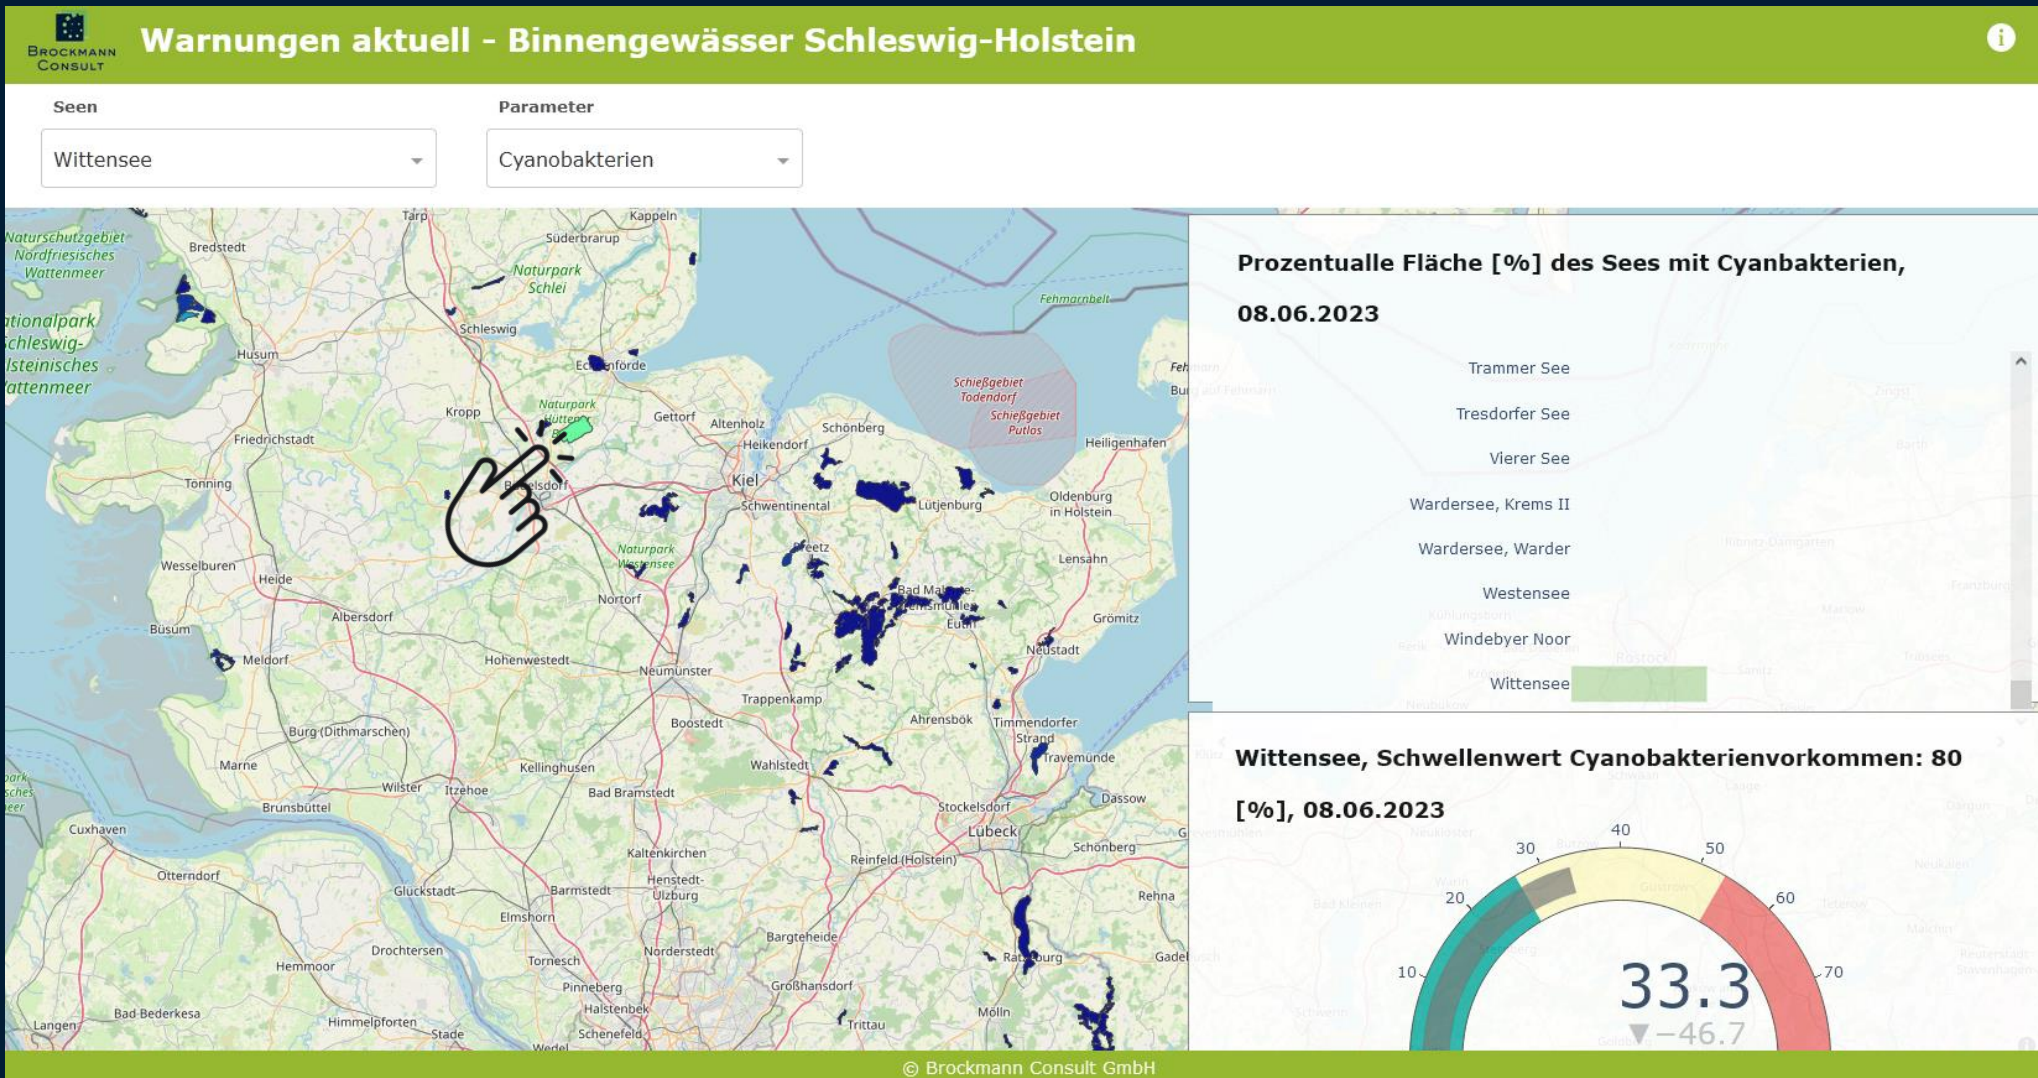 BROCKMANN
CONSULT
Warnungen aktuell - Binnengewässer Schleswig-Holstein
i
Seen
Parameter
Wittensee
Cyanobakterien
Tarp
Kappeln
Naturschutzgebiet
Nordfriesisches
Wattenmeer
Bredstedt
Süderbrarup
Naturpark
Schlei
Fehmarnbelt
Schleswig
Husum
Schießgebiet
Todendorf
Schießgebiet
Putlos
Kropp
Naturpark
Gettorf
Altenholz
Schönberg
Heikendorf
Friedrichstadt
Heiligenhafen
Tönning
Kiel
Schwentinental
Lütjenburg
Oldenburg
in Holstein
Naturpark
Westensee
Preetz
Lensahn
Wesselburen
Heide
Nortorf
Albersdorf
Eutin
Grömitz
Büsum
Meldorf
Hohenwestedt
Neumünster
Neustadt
Trappenkamp
Boostedt
Ahrensbök
Timmendorfer
Strand
Burg (Dithmarschen)
Travemünde
Marne
Kellinghusen
Wahlstedt
Wilster
Itzehoe
Bad Bramstedt
Brunsbüttel
Stockelsdorf
Dassow
Cuxhaven
Lübeck
Kaltenkirchen
Reinfeld (Holstein)
Schönberg
Otterndorf
Glückstadt
Barmstedt
Henstedt-
Ulzburg
Rehna
Elmshorn
Bargteheide
Drochtersen
Hemmoor
Tornesch
Norderstedt
Ratzeburg
Pinneberg
Großhansdorf
Bad Bederkesa
Halstenbek
Mölln
Langen
Himmelpforten
Stade
Schenefeld
Trittau
Wedel
Prozentualle Fläche [%] des Sees mit Cyanbakterien,
08.06.2023
Trammer See
Tresdorfer See
Vierer See
Wardersee, Krems II
Wardersee, Warder
Westensee
Windebyer Noor
Wittensee
Wittensee, Schwellenwert Cyanobakterienvorkommen: 80
[%], 08.06.2023
10
20
30
40
50
60
70
33.3
▼−46.7
© Brockmann Consult GmbH